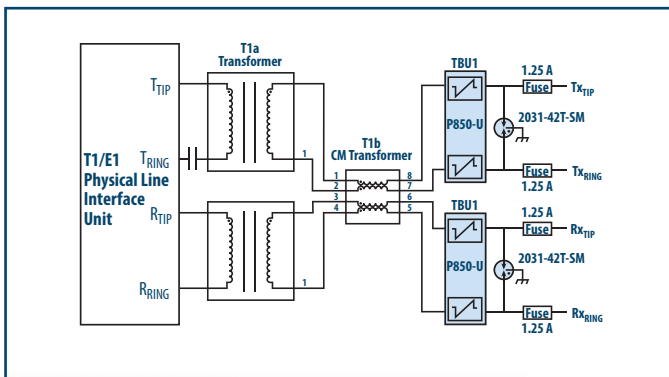 T1a
Transformer
T1/E1
Physical Line
Interface
Unit
TTIP
TRING
RTIP
RRING
1
1
T1b
CM Transformer
1
2
3
4
8
7
6
5
TBU1
P850-U
1.25 A
Fuse
TxTIP
2031-42T-SM
Fuse
TxRING
1.25 A
TBU1
P850-U
1.25 A
Fuse
RxTIP
2031-42T-SM
Fuse
RxRING
1.25 A